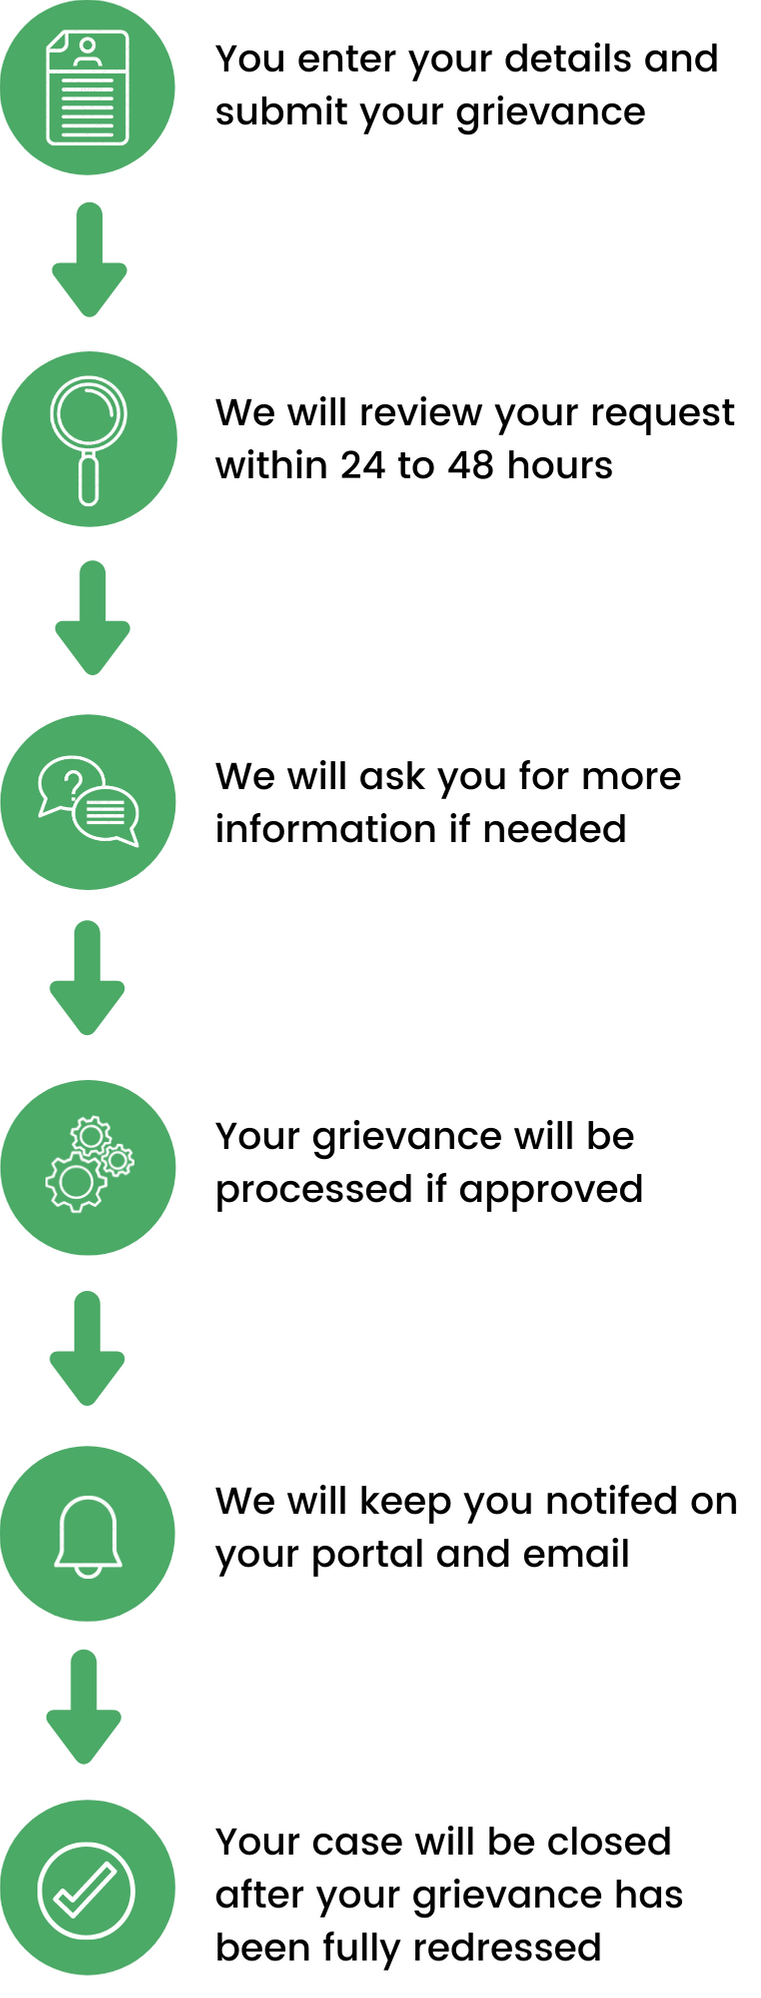 You enter your details and
submit your grievance
We will review your request
within 24 to 48 hours
?
We will ask you for more
information if needed
Your grievance will be
processed if approved
We will keep you notifed on
your portal and email
Your case will be closed
after your grievance has
been fully redressed